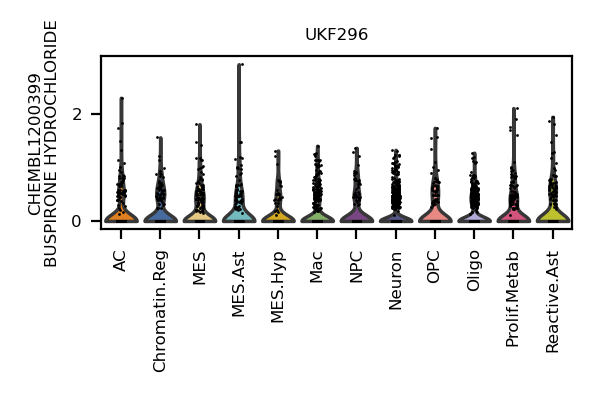 UKF296
CHEMBL1200399
BUSPIRONE HYDROCHLORIDE
2
0
AC
Chromatin.Reg
MES
MES.Ast
MES.Hyp
Mac
NPC
Neuron
OPC
Oligo
Prolif.Metab
Reactive.Ast